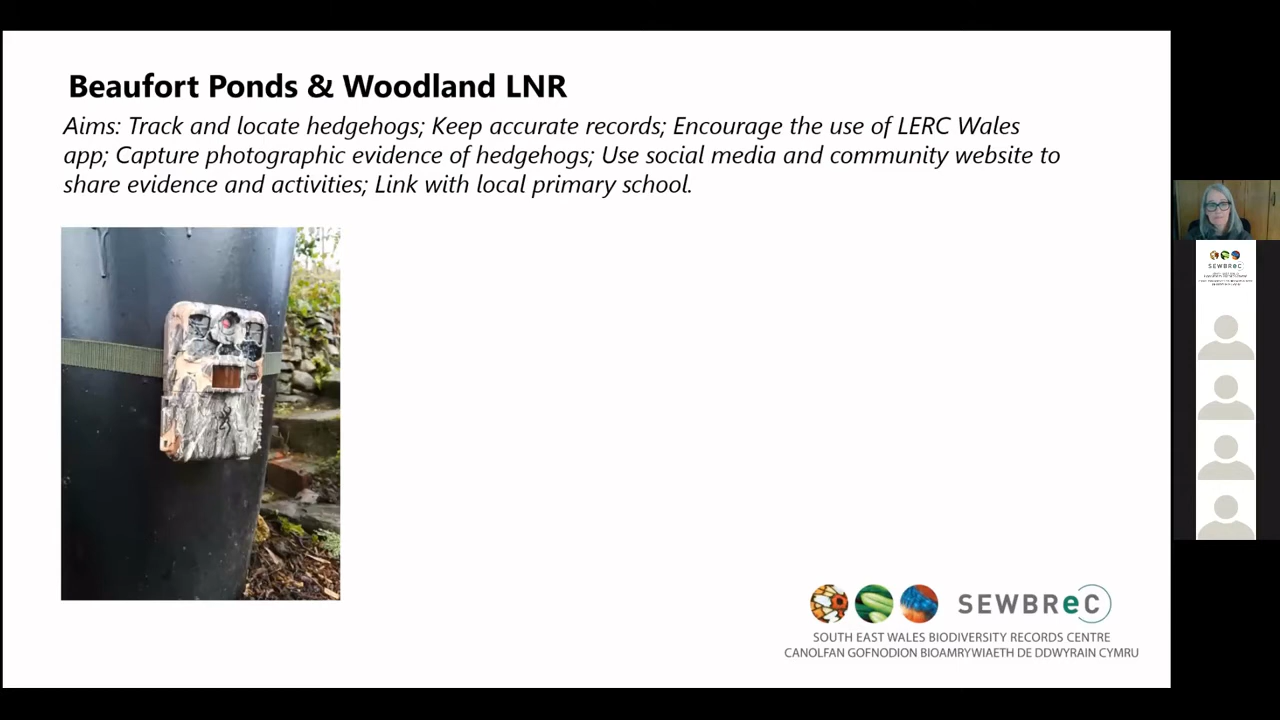 Beaufort Ponds & Woodland LNR
Aims: Track and locate hedgehogs; Keep accurate records; Encourage the use of LERC Wales
app; Capture photographic evidence of hedgehogs; Use social media and community website to
share evidence and activities; Link with local primary school.
SEWBReC
SOUTH EAST WALES BIODIVERSITY RECORDS CENTRE
CANOLFAN GOFNODION BIOAMRYWIAETH DE DDWYRAIN CYMRU
SEWBReC